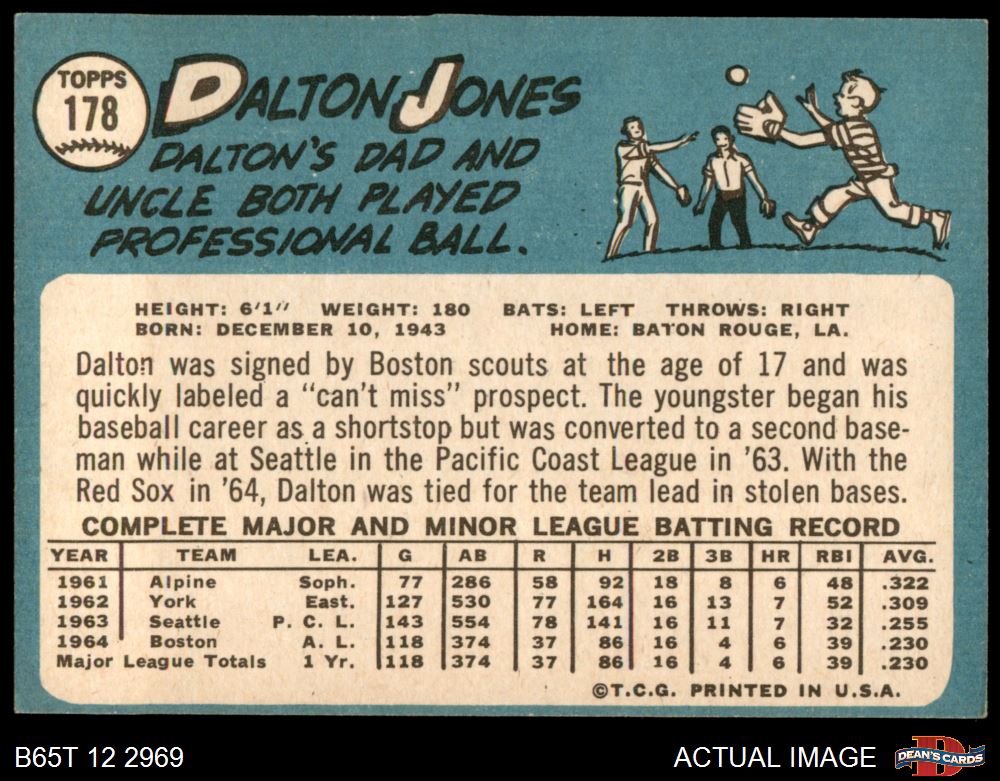 TOPPS
178
DALTON JONES
DALTON'S DAD AND
UNCLE BOTH PLAYED
PROFESSIONAL BALL.
HEIGHT: 6'1" WEIGHT: 180 BATS: LEFT THROWS: RIGHT
BORN: DECEMBER 10, 1943 HOME: BATON ROUGE, LA.
Dalton was signed by Boston scouts at the age of 17 and was
quickly labeled a "can't miss" prospect. The youngster began his
baseball career as a shortstop but was converted to a second base-
man while at Seattle in the Pacific Coast League in '63. With the
Red Sox in '64, Dalton was tied for the team lead in stolen bases.
COMPLETE MAJOR AND MINOR LEAGUE BATTING RECORD
YEAR TEAM LEA. G AB R H 2B 3B HR RBI AVG.
1961 Alpine Soph. 77 286 58 92 18 8 6 48 .322
1962 York East. 127 530 77 164 16 13 7 52 .309
1963 Seattle P. C. L. 143 554 78 141 16 11 7 32 .255
1964 Boston A. L. 118 374 37 86 16 4 6 39 .230
Major League Totals 1 Yr. 118 374 37 86 16 4 6 39 .230
©T.C.G. PRINTED IN U.S.A.
B65T 12 2969
ACTUAL IMAGE
D
DEAN'S CARDS